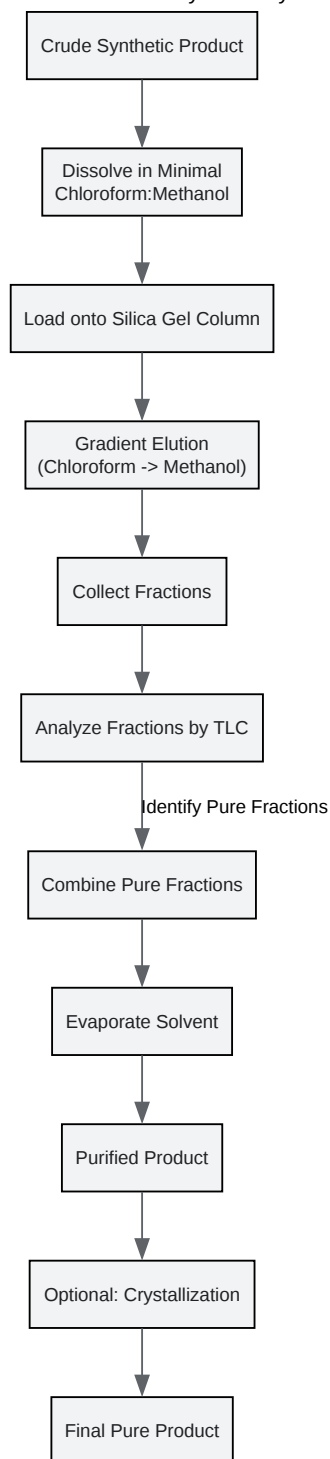 Crude Synthetic Product
Dissolve in Minimal
Chloroform:Methanol
Load onto Silica Gel Column
Gradient Elution
(Chloroform -> Methanol)
Collect Fractions
Analyze Fractions by TLC
Identify Pure Fractions
Combine Pure Fractions
Evaporate Solvent
Purified Product
Optional: Crystallization
Final Pure Product